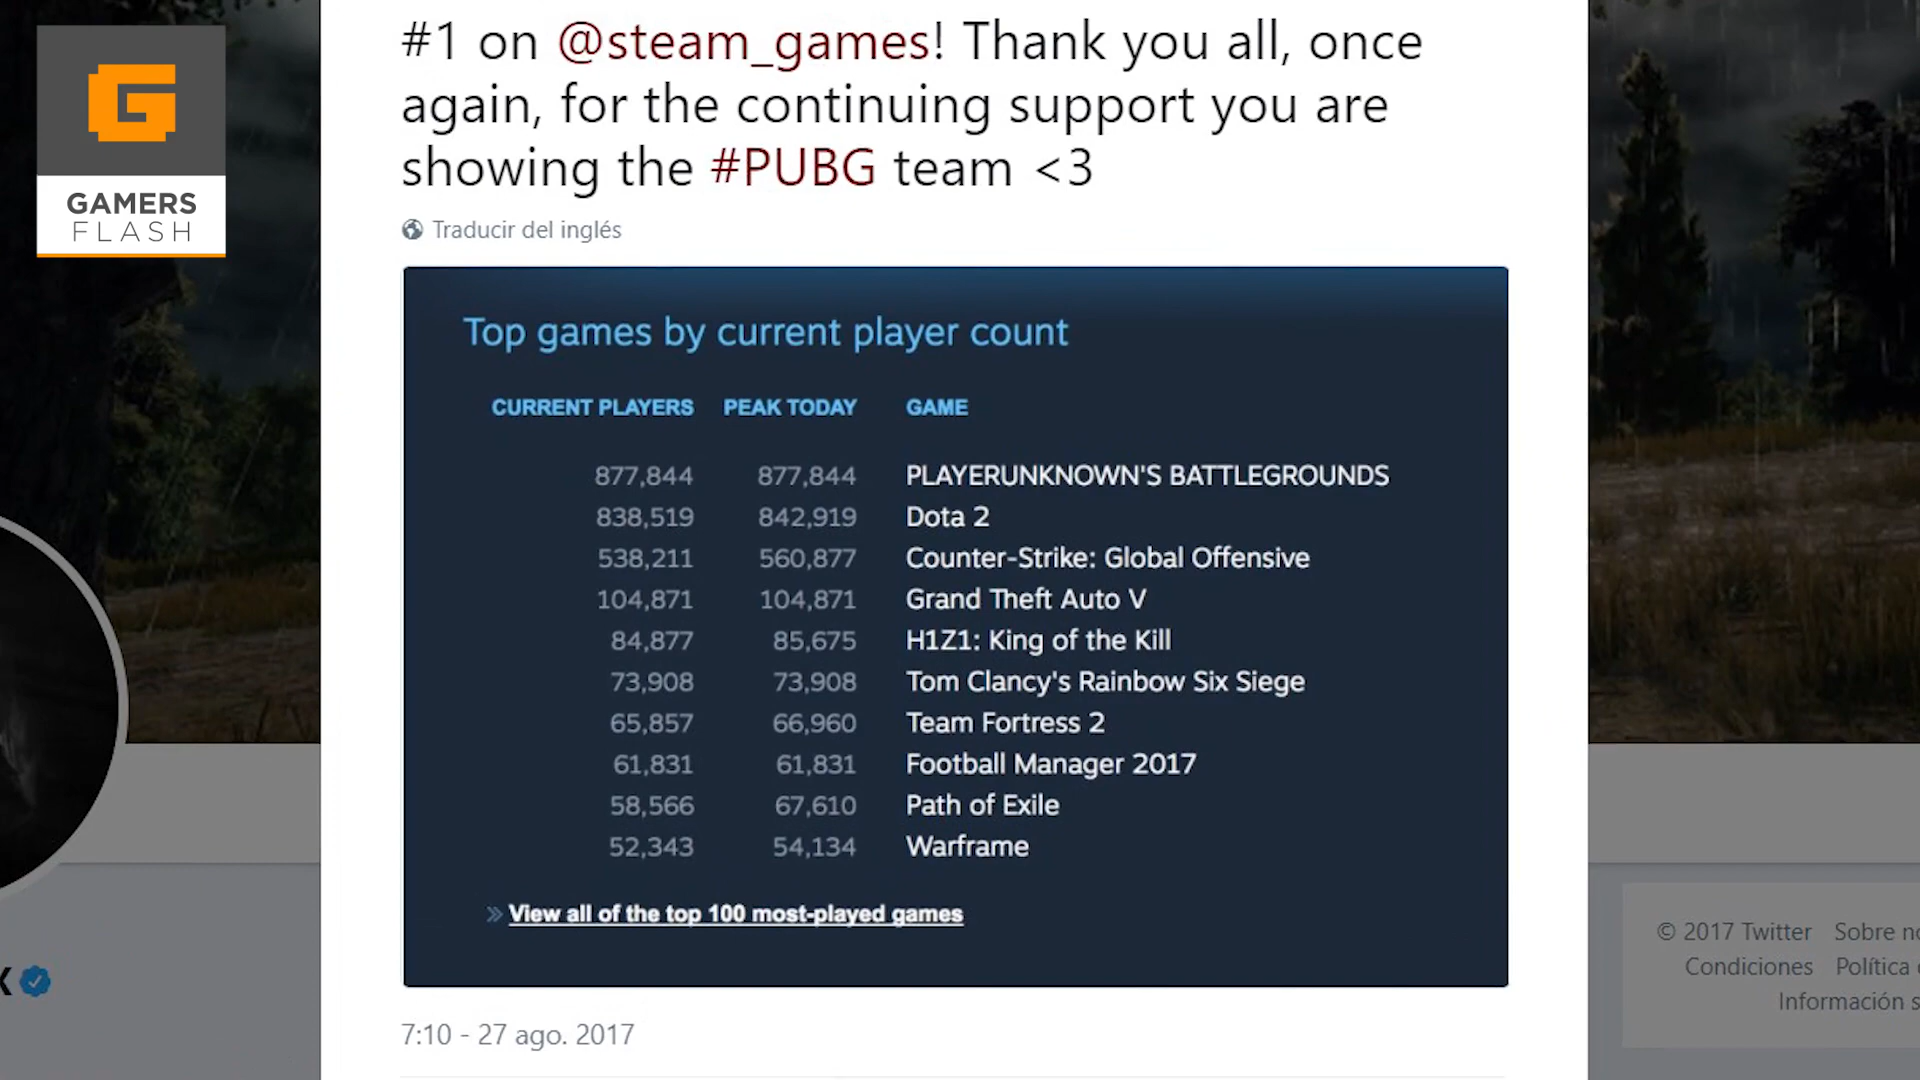 GAMERS
FLASH
#1 on @steam_games! Thank you all, once
again, for the continuing support you are
showing the #PUBG team <3
Traducir del inglés
Top games by current player count
CURRENT PLAYERS PEAK TODAY GAME
877,844 877,844 PLAYERUNKNOWN'S BATTLEGROUNDS
838,519 842,919 Dota 2
538,211 560,877 Counter-Strike: Global Offensive
104,871 104,871 Grand Theft Auto V
84,877 85,675 H1Z1: King of the Kill
73,908 73,908 Tom Clancy's Rainbow Six Siege
65,857 66,960 Team Fortress 2
61,831 61,831 Football Manager 2017
58,566 67,610 Path of Exile
52,343 54,134 Warframe
» View all of the top 100 most-played games
7:10 - 27 ago. 2017
© 2017 Twitter Sobre
Condiciones Política
Información